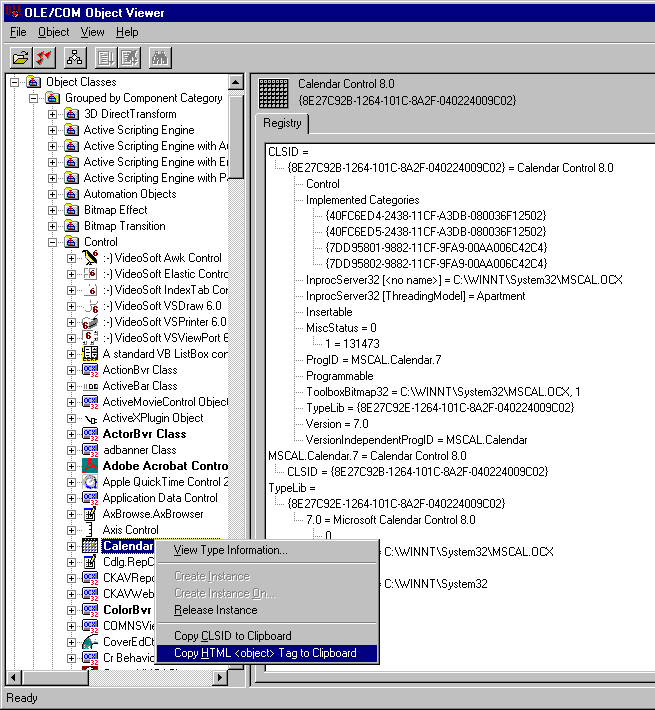 OLE/COM Object Viewer
File Object View Help
Object Classes
Grouped by Component Category
3D DirectTransform
Active Scripting Engine
Active Scripting Engine with
Active Scripting Engine with
Active Scripting Engine with
Automation Objects
Bitmap Effect
Bitmap Transition
Control
:-) VideoSoft Awk Control
:-) VideoSoft Elastic Contro
:-) VideoSoft IndexTab Con
:-) VideoSoft VSDraw 6.0
:-) VideoSoft VSPrinter 6.0
:-) VideoSoft VSViewPort 6
A standard VB ListBox con
ActionBvr Class
ActiveBar Class
ActiveMovieControl Object
ActiveXPlugin Object
ActorBvr Class
adbanner Class
Adobe Acrobat Contro
Apple QuickTime Control 2
Application Data Control
AxBrowse.AxBrowser
Axis Control
Calendar
Cdlg.RepC
CKAVRepo
CKAVWeb
ColorBvr
COMNSVie
CoverEdCt
Cr Behavio
Calendar Control 8.0
{8E27C92B-1264-101C-8A2F-040224009C02}
Registry
CLSID =
{8E27C92B-1264-101C-8A2F-040224009C02} = Calendar Control 8.0
Control
Implemented Categories
{40FC6ED4-2438-11CF-A3DB-080036F12502}
{40FC6ED5-2438-11CF-A3DB-080036F12502}
{7DD95801-9882-11CF-9FA9-00AA006C42C4}
{7DD95802-9882-11CF-9FA9-00AA006C42C4}
InprocServer32 [<no name>] = C:\WINNT\System32\MSCAL.OCX
InprocServer32 [ThreadingModel] = Apartment
Insertable
MiscStatus = 0
1 = 131473
ProgID = MSCAL.Calendar.7
Programmable
ToolboxBitmap32 = C:\WINNT\System32\MSCAL.OCX, 1
TypeLib = {8E27C92E-1264-101C-8A2F-040224009C02}
Version = 7.0
VersionIndependentProgID = MSCAL.Calendar
MSCAL.Calendar.7 = Calendar Control 8.0
CLSID = {8E27C92B-1264-101C-8A2F-040224009C02}
TypeLib =
{8E27C92E-1264-101C-8A2F-040224009C02}
7.0 = Microsoft Calendar Control 8.0
0
= C:\WINNT\System32\MSCAL.OCX
= C:\WINNT\System32
View Type Information...
Create Instance
Create Instance On...
Release Instance
Copy CLSID to Clipboard
Copy HTML <object> Tag to Clipboard
Ready